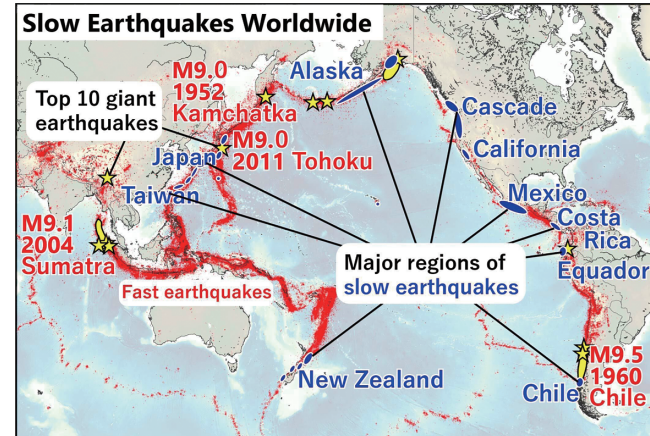 Slow Earthquakes Worldwide
M9.0
1952
Kamchatka
Alaska
Top 10 giant
earthquakes
Cascade
M9.0
2011 Tohoku
Japan
California
Taiwan
Mexico
M9.1
2004
Sumatra
Costa
Rica
Major regions of
slow earthquakes
Equador
Fast earthquakes
M9.5
1960
Chile
New Zealand
Chile